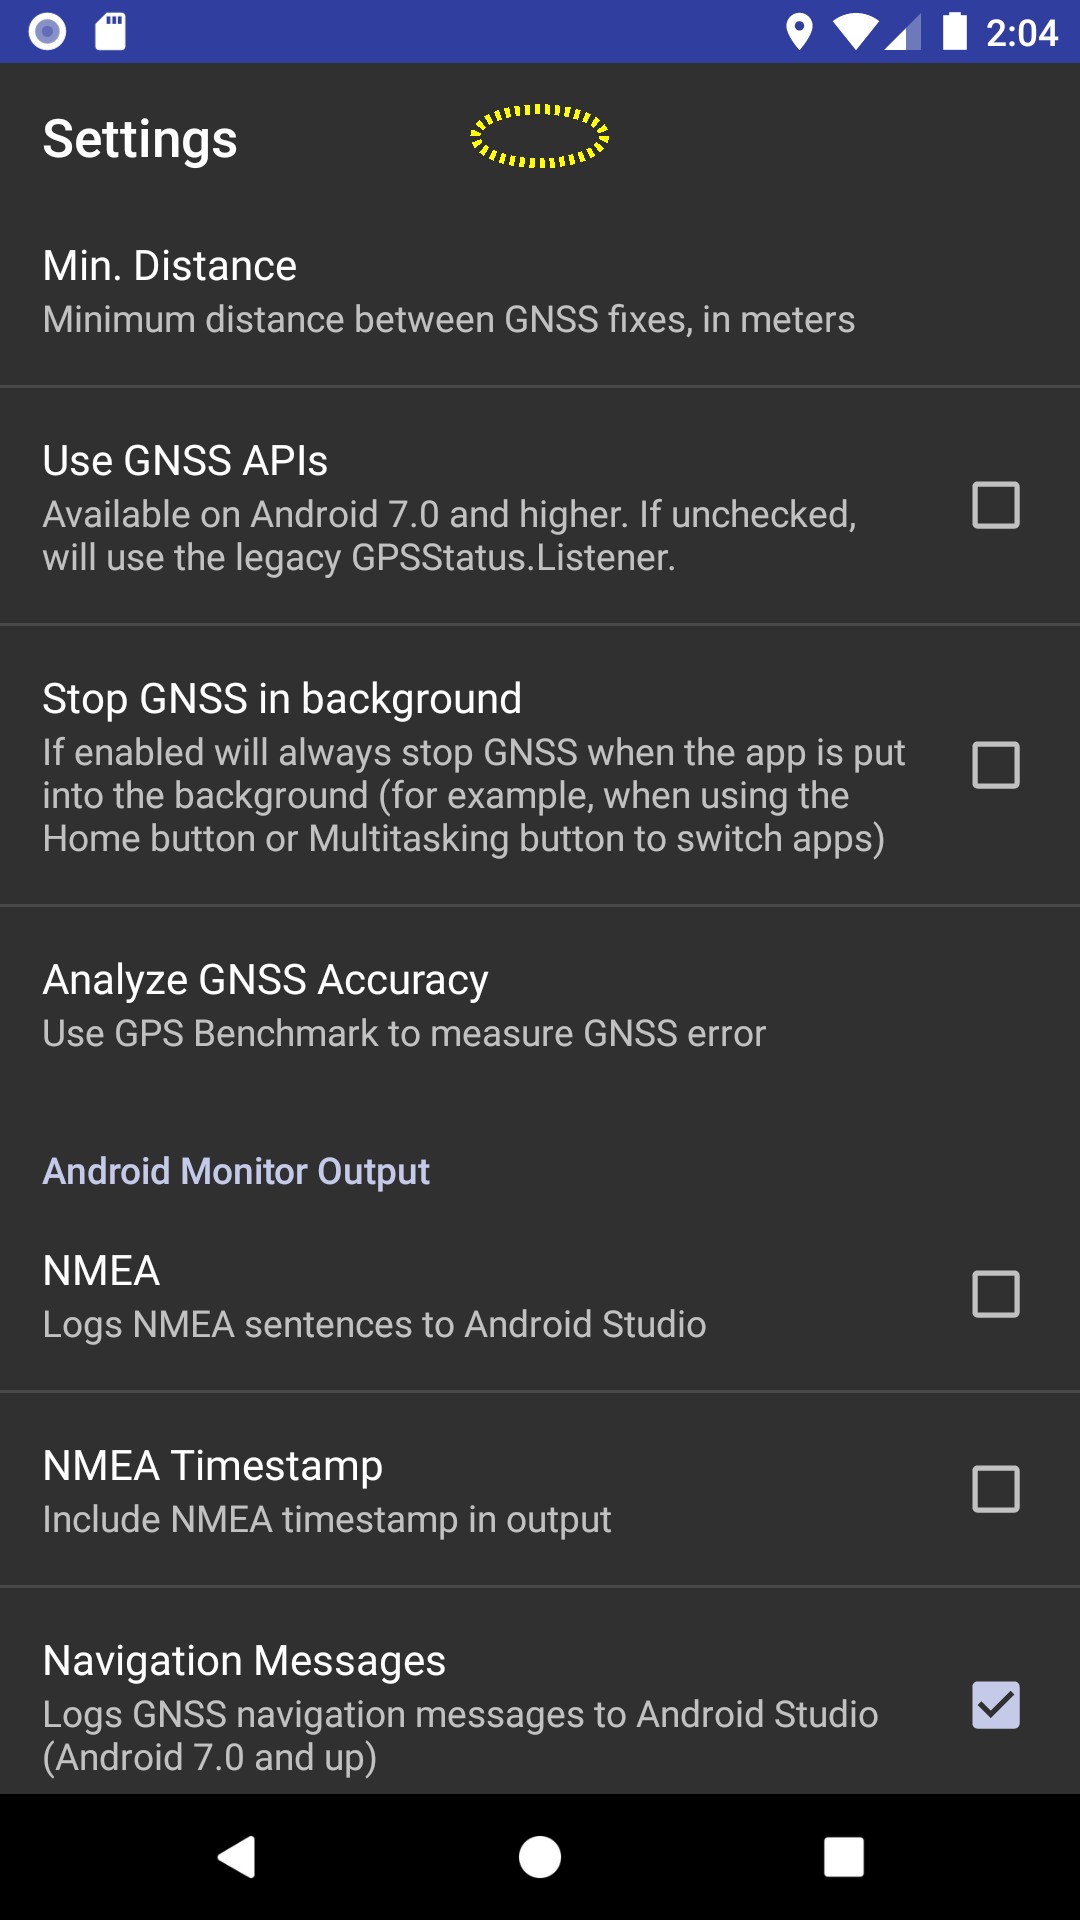 2:04
Settings
Min. Distance
Minimum distance between GNSS fixes, in meters
Use GNSS APIs
Available on Android 7.0 and higher. If unchecked,
will use the legacy GPSStatus.Listener.
Stop GNSS in background
If enabled will always stop GNSS when the app is put
into the background (for example, when using the
Home button or Multitasking button to switch apps)
Analyze GNSS Accuracy
Use GPS Benchmark to measure GNSS error
Android Monitor Output
NMEA
Logs NMEA sentences to Android Studio
NMEA Timestamp
Include NMEA timestamp in output
Navigation Messages
Logs GNSS navigation messages to Android Studio
(Android 7.0 and up)